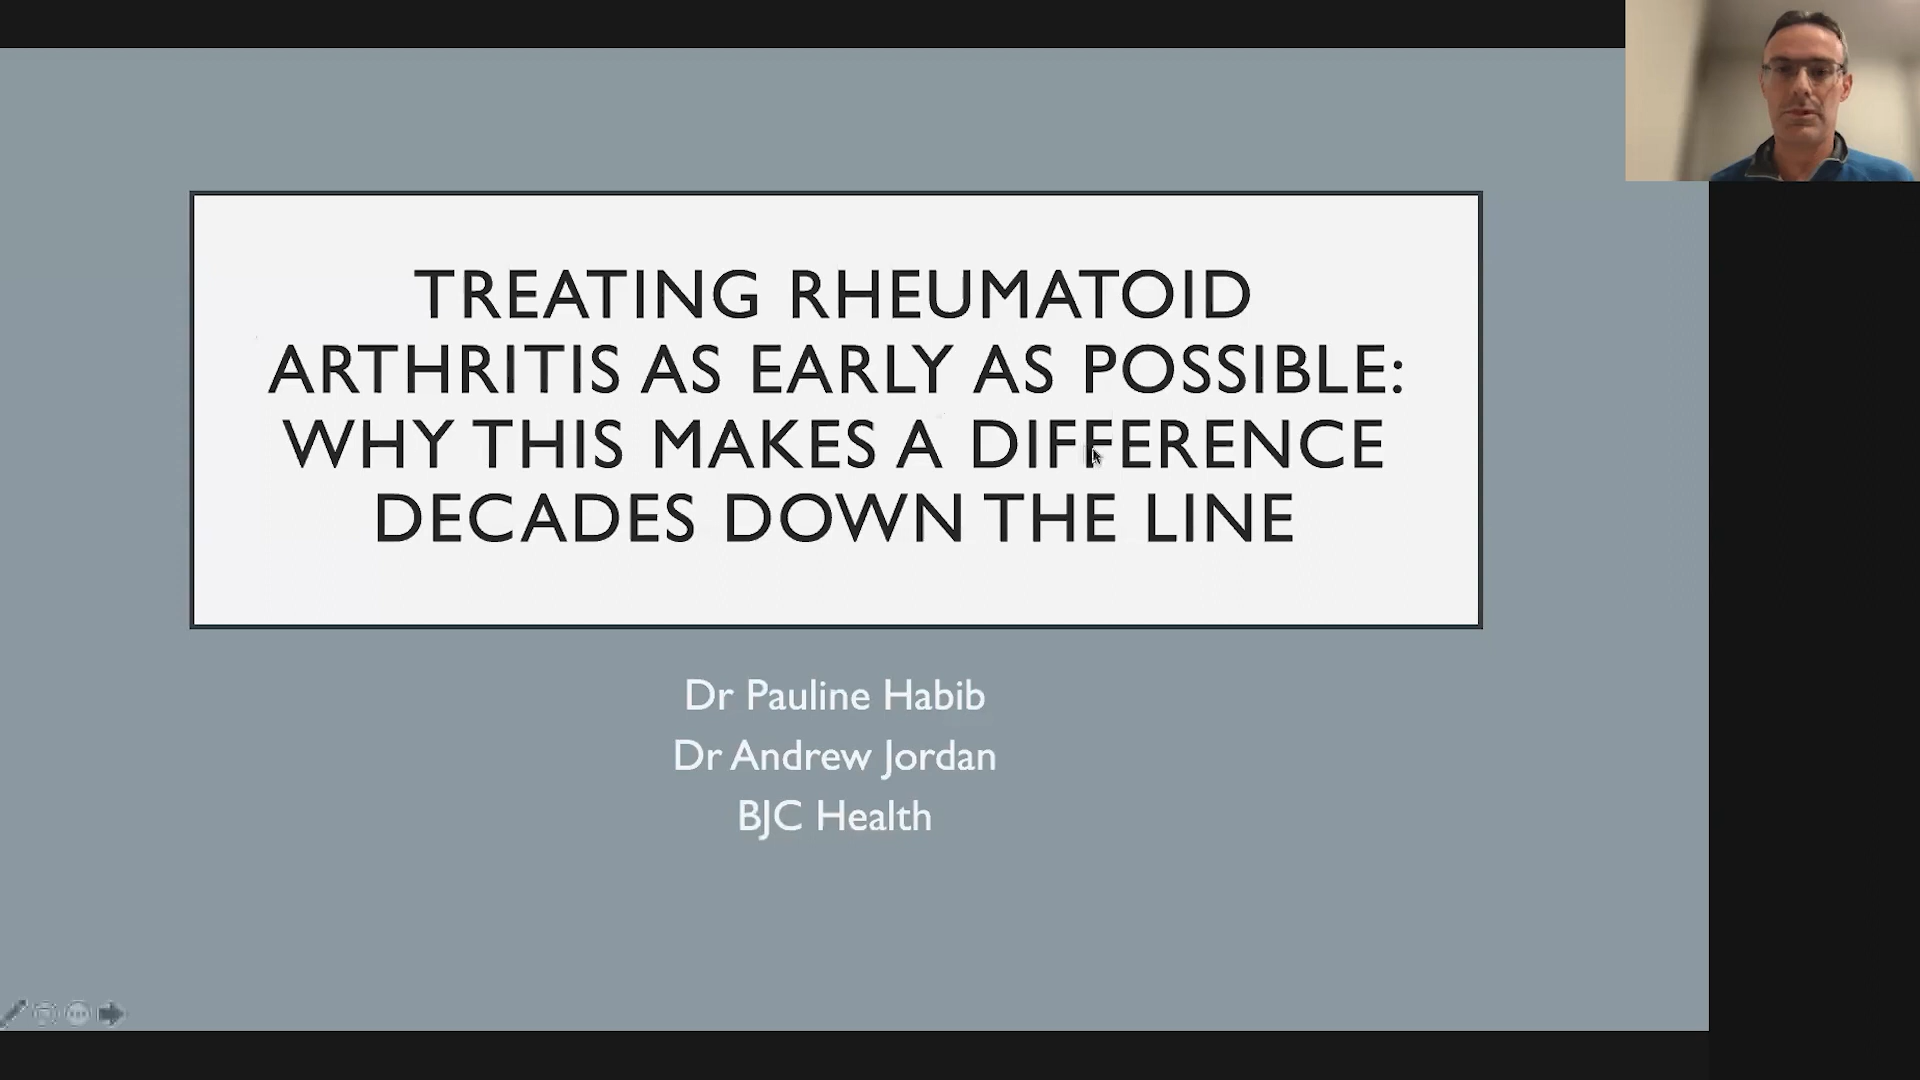 TREATING RHEUMATOID
ARTHRITIS AS EARLY AS POSSIBLE:
WHY THIS MAKES A DIFFERENCE
DECADES DOWN THE LINE
Dr Pauline Habib
Dr Andrew Jordan
BJC Health